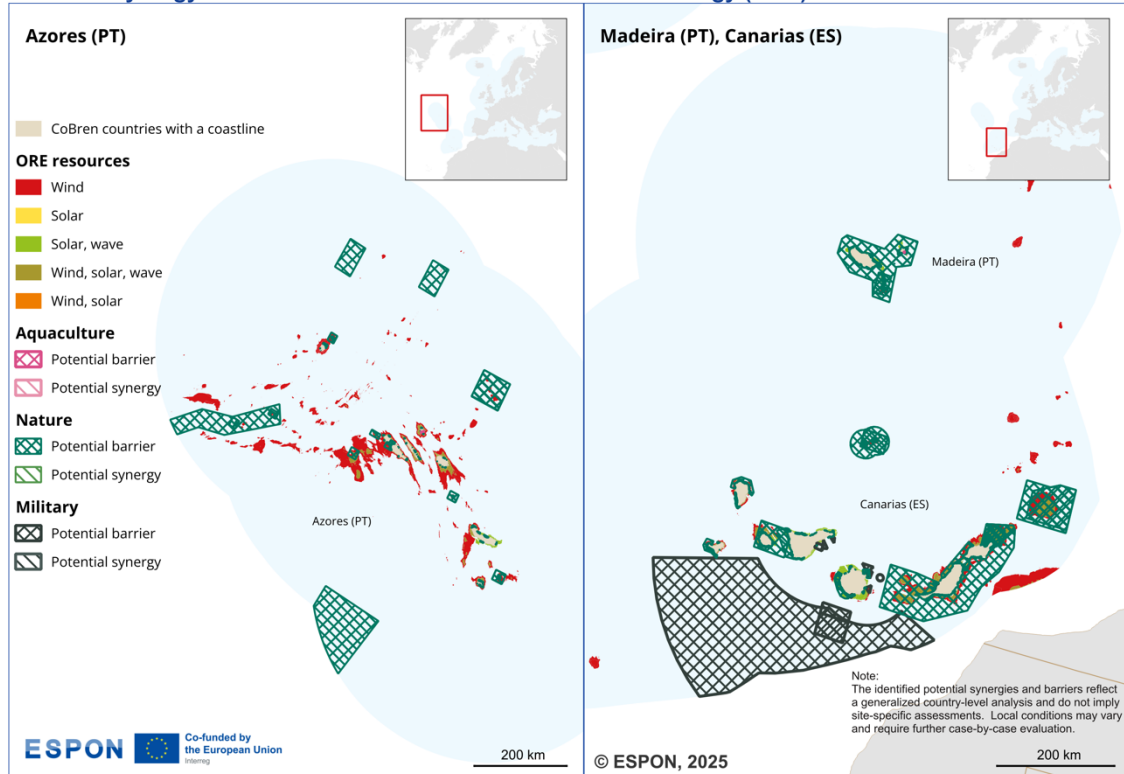 Azores (PT)
CoBren countries with a coastline
ORE resources
Wind
Solar
Solar, wave
Wind, solar, wave
Wind, solar
Aquaculture
Potential barrier
Potential synergy
Nature
Potential barrier
Potential synergy
Military
Potential barrier
Potential synergy
Azores (PT)
ESPON
Co-funded by
the European Union
Interreg
200 km
Madeira (PT), Canarias (ES)
Madeira (PT)
Canarias (ES)
Note:
The identified potential synergies and barriers reflect
a generalized country-level analysis and do not imply
site-specific assessments. Local conditions may vary
and require further case-by-case evaluation.
© ESPON, 2025
200 km